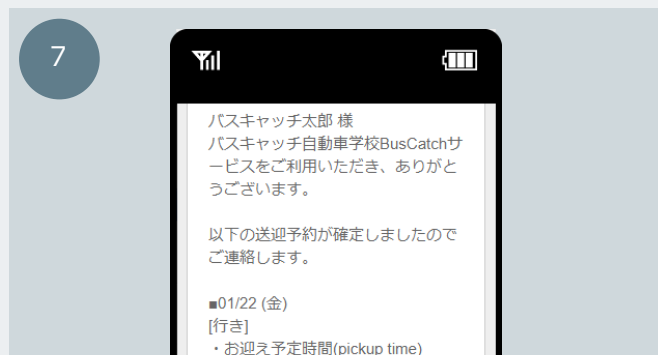 7
バスキャッチ太郎 様
バスキャッチ自動車学校BusCatchサ
ービスをご利用いただき、ありがと
うございます。
以下の送迎予約が確定しましたので
ご連絡します。
■01/22 (金)
[行き]
・お迎え予定時間(pickup time)